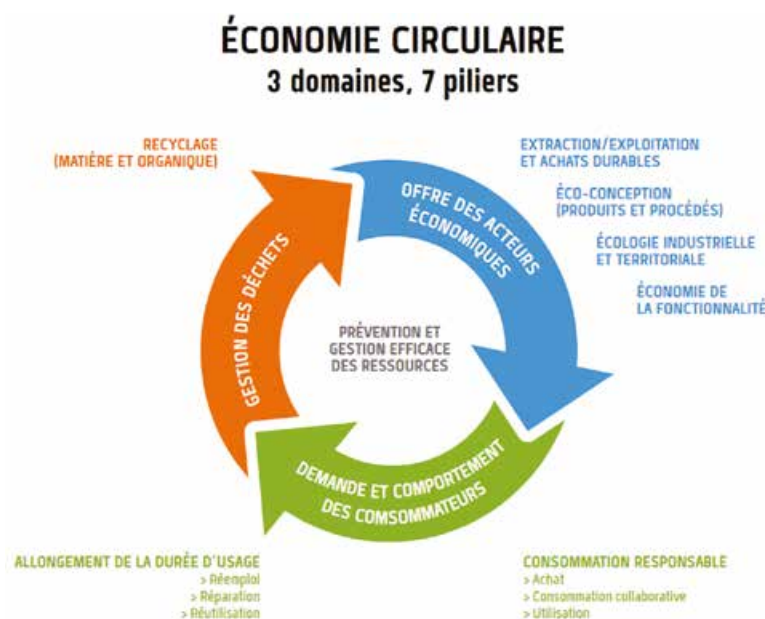 ÉCONOMIE CIRCULAIRE
3 domaines, 7 piliers
RECYCLAGE
(MATIÈRE ET ORGANIQUE)
EXTRACTION/EXPLOITATION
ET ACHATS DURABLES
ÉCO-CONCEPTION
(PRODUITS ET PROCÉDÉS)
ÉCOLOGIE INDUSTRIELLE
ET TERRITORIALE
ÉCONOMIE DE
LA FONCTIONNALITÉ
OFFRE DES ACTEURS
ÉCONOMIQUES
GESTION DES DÉCHETS
PRÉVENTION ET
GESTION EFFICACE
DES RESSOURCES
DEMANDE ET COMPORTEMENT
DES COMSOMMATEURS
ALLONGEMENT DE LA DURÉE D'USAGE
> Réemploi
> Réparation
> Réutilisation
CONSOMMATION RESPONSABLE
> Achat
> Consommation collaborative
> Utilisation